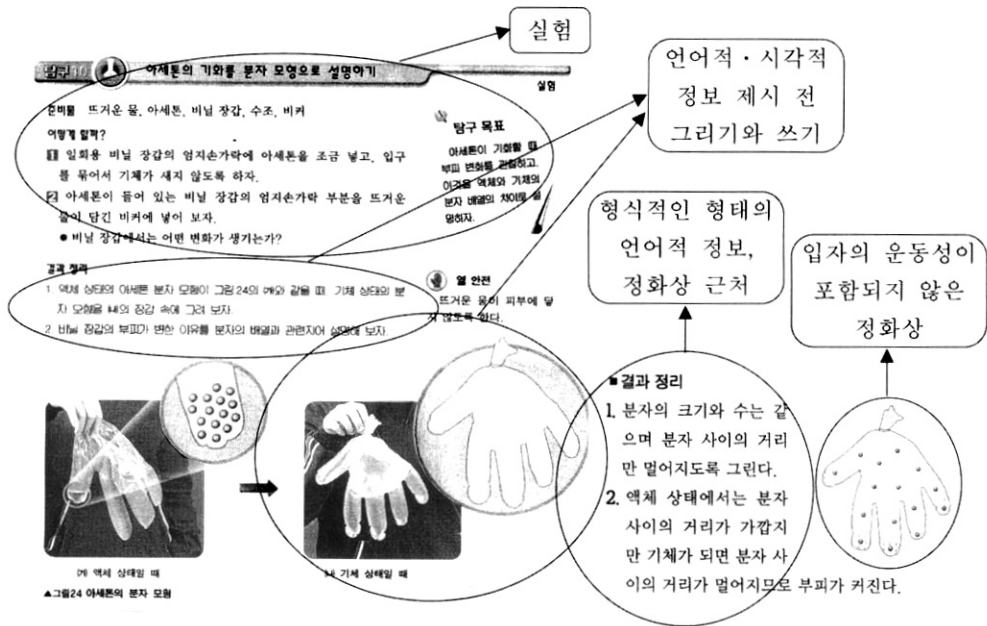 실험
탐구 10
아세톤의 기화를 분자 모형으로 설명하기
실험
준비물 뜨거운 물, 아세톤, 비닐 장갑, 수조, 비커
어떻게 할까?
1 일회용 비닐 장갑의 엄지손가락에 아세톤을 조금 넣고, 입구
를 묶어서 기체가 새지 않도록 하자.
2 아세톤이 들어 있는 비닐 장갑의 엄지손가락 부분을 뜨거운
물이 담긴 비커에 넣어 보자.
● 비닐 장갑에서는 어떤 변화가 생기는가?
탐구 목표
아세톤이 기화할 때
부피 변화를 관찰하고,
이것을 액체와 기체의
분자 배열의 차이로 설
명하자.
결과 정리
1. 액체 상태의 아세톤 분자 모형이 그림 24의 (가)와 같을 때 기체 상태의 분
자 모형을 (나)의 장갑 속에 그려 보자.
2. 비닐 장갑의 부피가 변한 이유를 분자의 배열과 관련지어 설명해 보자.
열 안전
뜨거운 물이 피부에 닿
지 않도록 한다.
(가) 액체 상태일 때
(나) 기체 상태일 때
▲그림24 아세톤의 분자 모형
언어적·시각적
정보 제시 전
그리기와 쓰기
형식적인 형태의
언어적 정보,
정화상 근처
입자의 운동성이
포함되지 않은
정화상
■결과 정리
1. 분자의 크기와 수는 같
으며 분자 사이의 거리
만 멀어지도록 그린다.
2. 액체 상태에서는 분자
사이의 거리가 가깝지
만 기체가 되면 분자 사
이의 거리가 멀어지므로 부피가 커진다.